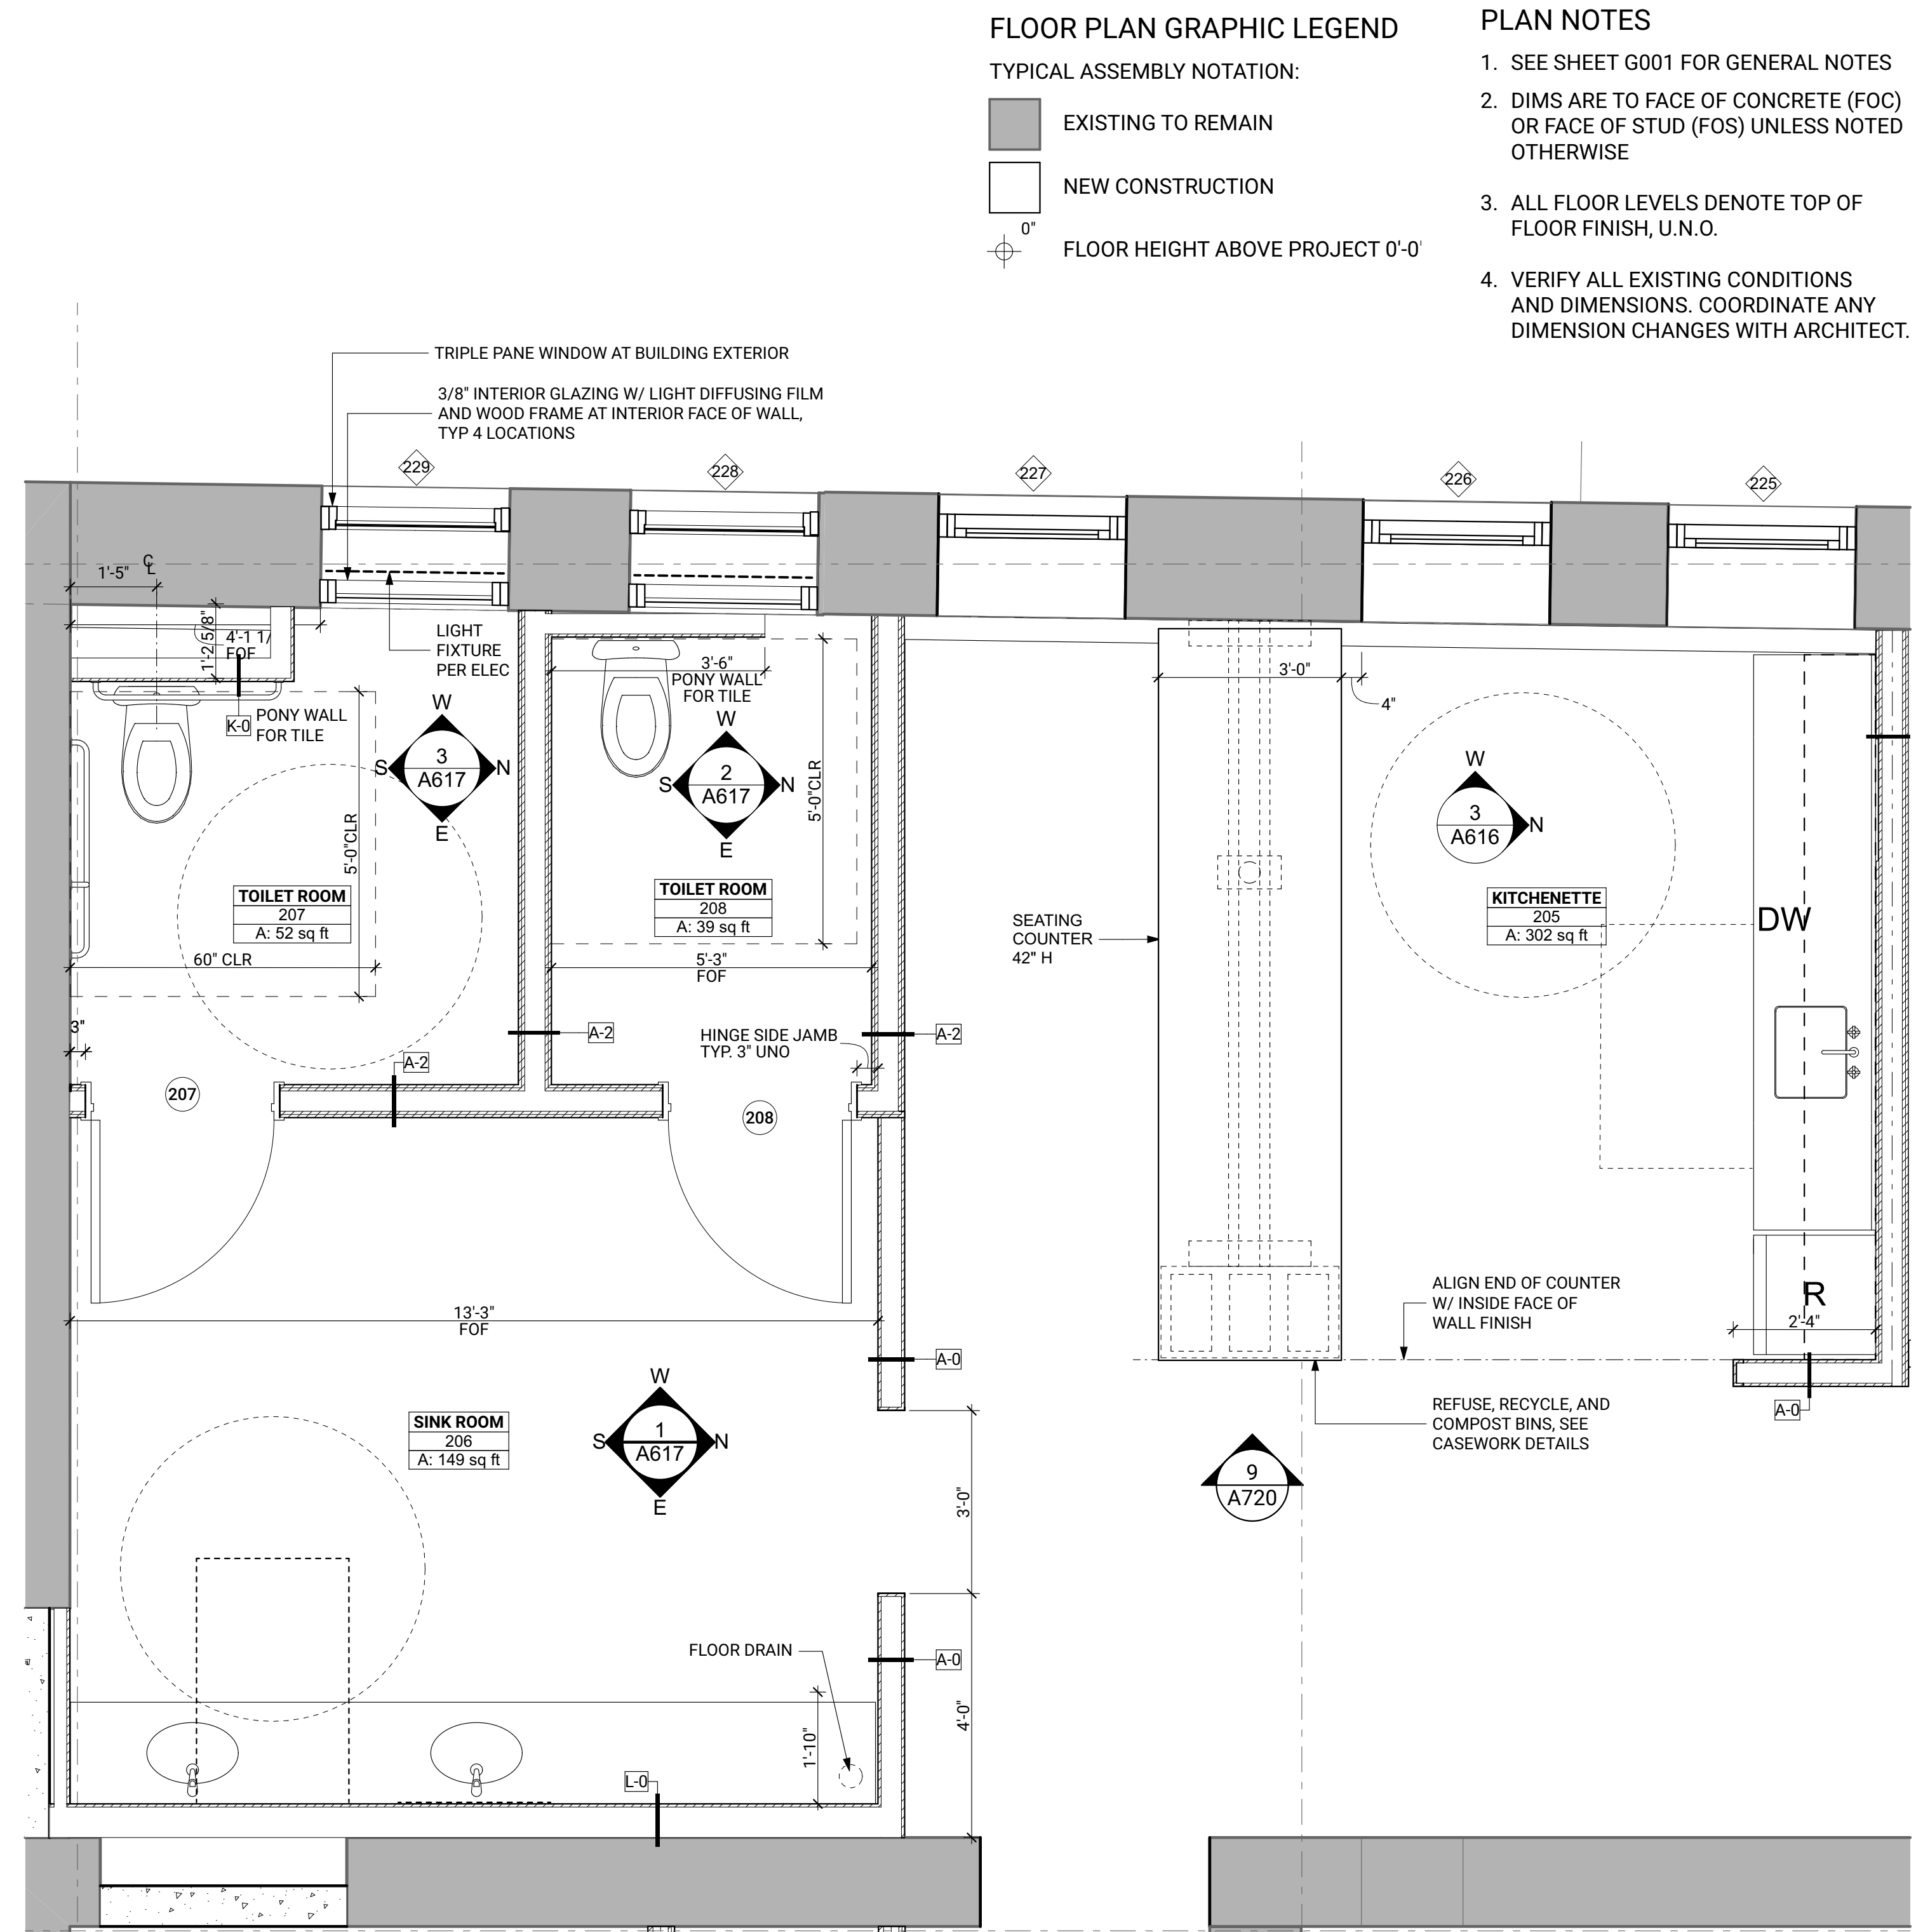 FLOOR PLAN GRAPHIC LEGEND
TYPICAL ASSEMBLY NOTATION:
EXISTING TO REMAIN
NEW CONSTRUCTION
0"
FLOOR HEIGHT ABOVE PROJECT 0'-0'
PLAN NOTES
1. SEE SHEET G001 FOR GENERAL NOTES
2. DIMS ARE TO FACE OF CONCRETE (FOC)
OR FACE OF STUD (FOS) UNLESS NOTED
OTHERWISE
3. ALL FLOOR LEVELS DENOTE TOP OF
FLOOR FINISH, U.N.O.
4. VERIFY ALL EXISTING CONDITIONS
AND DIMENSIONS. COORDINATE ANY
DIMENSION CHANGES WITH ARCHITECT.
TRIPLE PANE WINDOW AT BUILDING EXTERIOR
3/8" INTERIOR GLAZING W/ LIGHT DIFFUSING FILM
AND WOOD FRAME AT INTERIOR FACE OF WALL,
TYP 4 LOCATIONS
229
228
227
226
225
1'-5"
CL
1'-2 5/8"
4'-1 1/
FOF
LIGHT
FIXTURE
PER ELEC
K-0
PONY WALL
FOR TILE
3'-6"
PONY WALL
FOR TILE
3'-0"
4"
W
3
A617
S
N
E
W
2
A617
S
N
E
W
3
A616
N
5'-0"CLR
5'-0"CLR
TOILET ROOM
207
A: 52 sq ft
TOILET ROOM
208
A: 39 sq ft
KITCHENETTE
205
A: 302 sq ft
DW
SEATING
COUNTER
42" H
60" CLR
5'-3"
FOF
3"
A-2
HINGE SIDE JAMB
TYP. 3" UNO
A-2
A-2
207
208
13'-3"
FOF
ALIGN END OF COUNTER
W/ INSIDE FACE OF
WALL FINISH
R
2'-4"
A-0
A-0
REFUSE, RECYCLE, AND
COMPOST BINS, SEE
CASEWORK DETAILS
SINK ROOM
206
A: 149 sq ft
W
1
A617
S
N
E
9
A720
3'-0"
FLOOR DRAIN
A-0
4'-0"
1'-10"
L-0